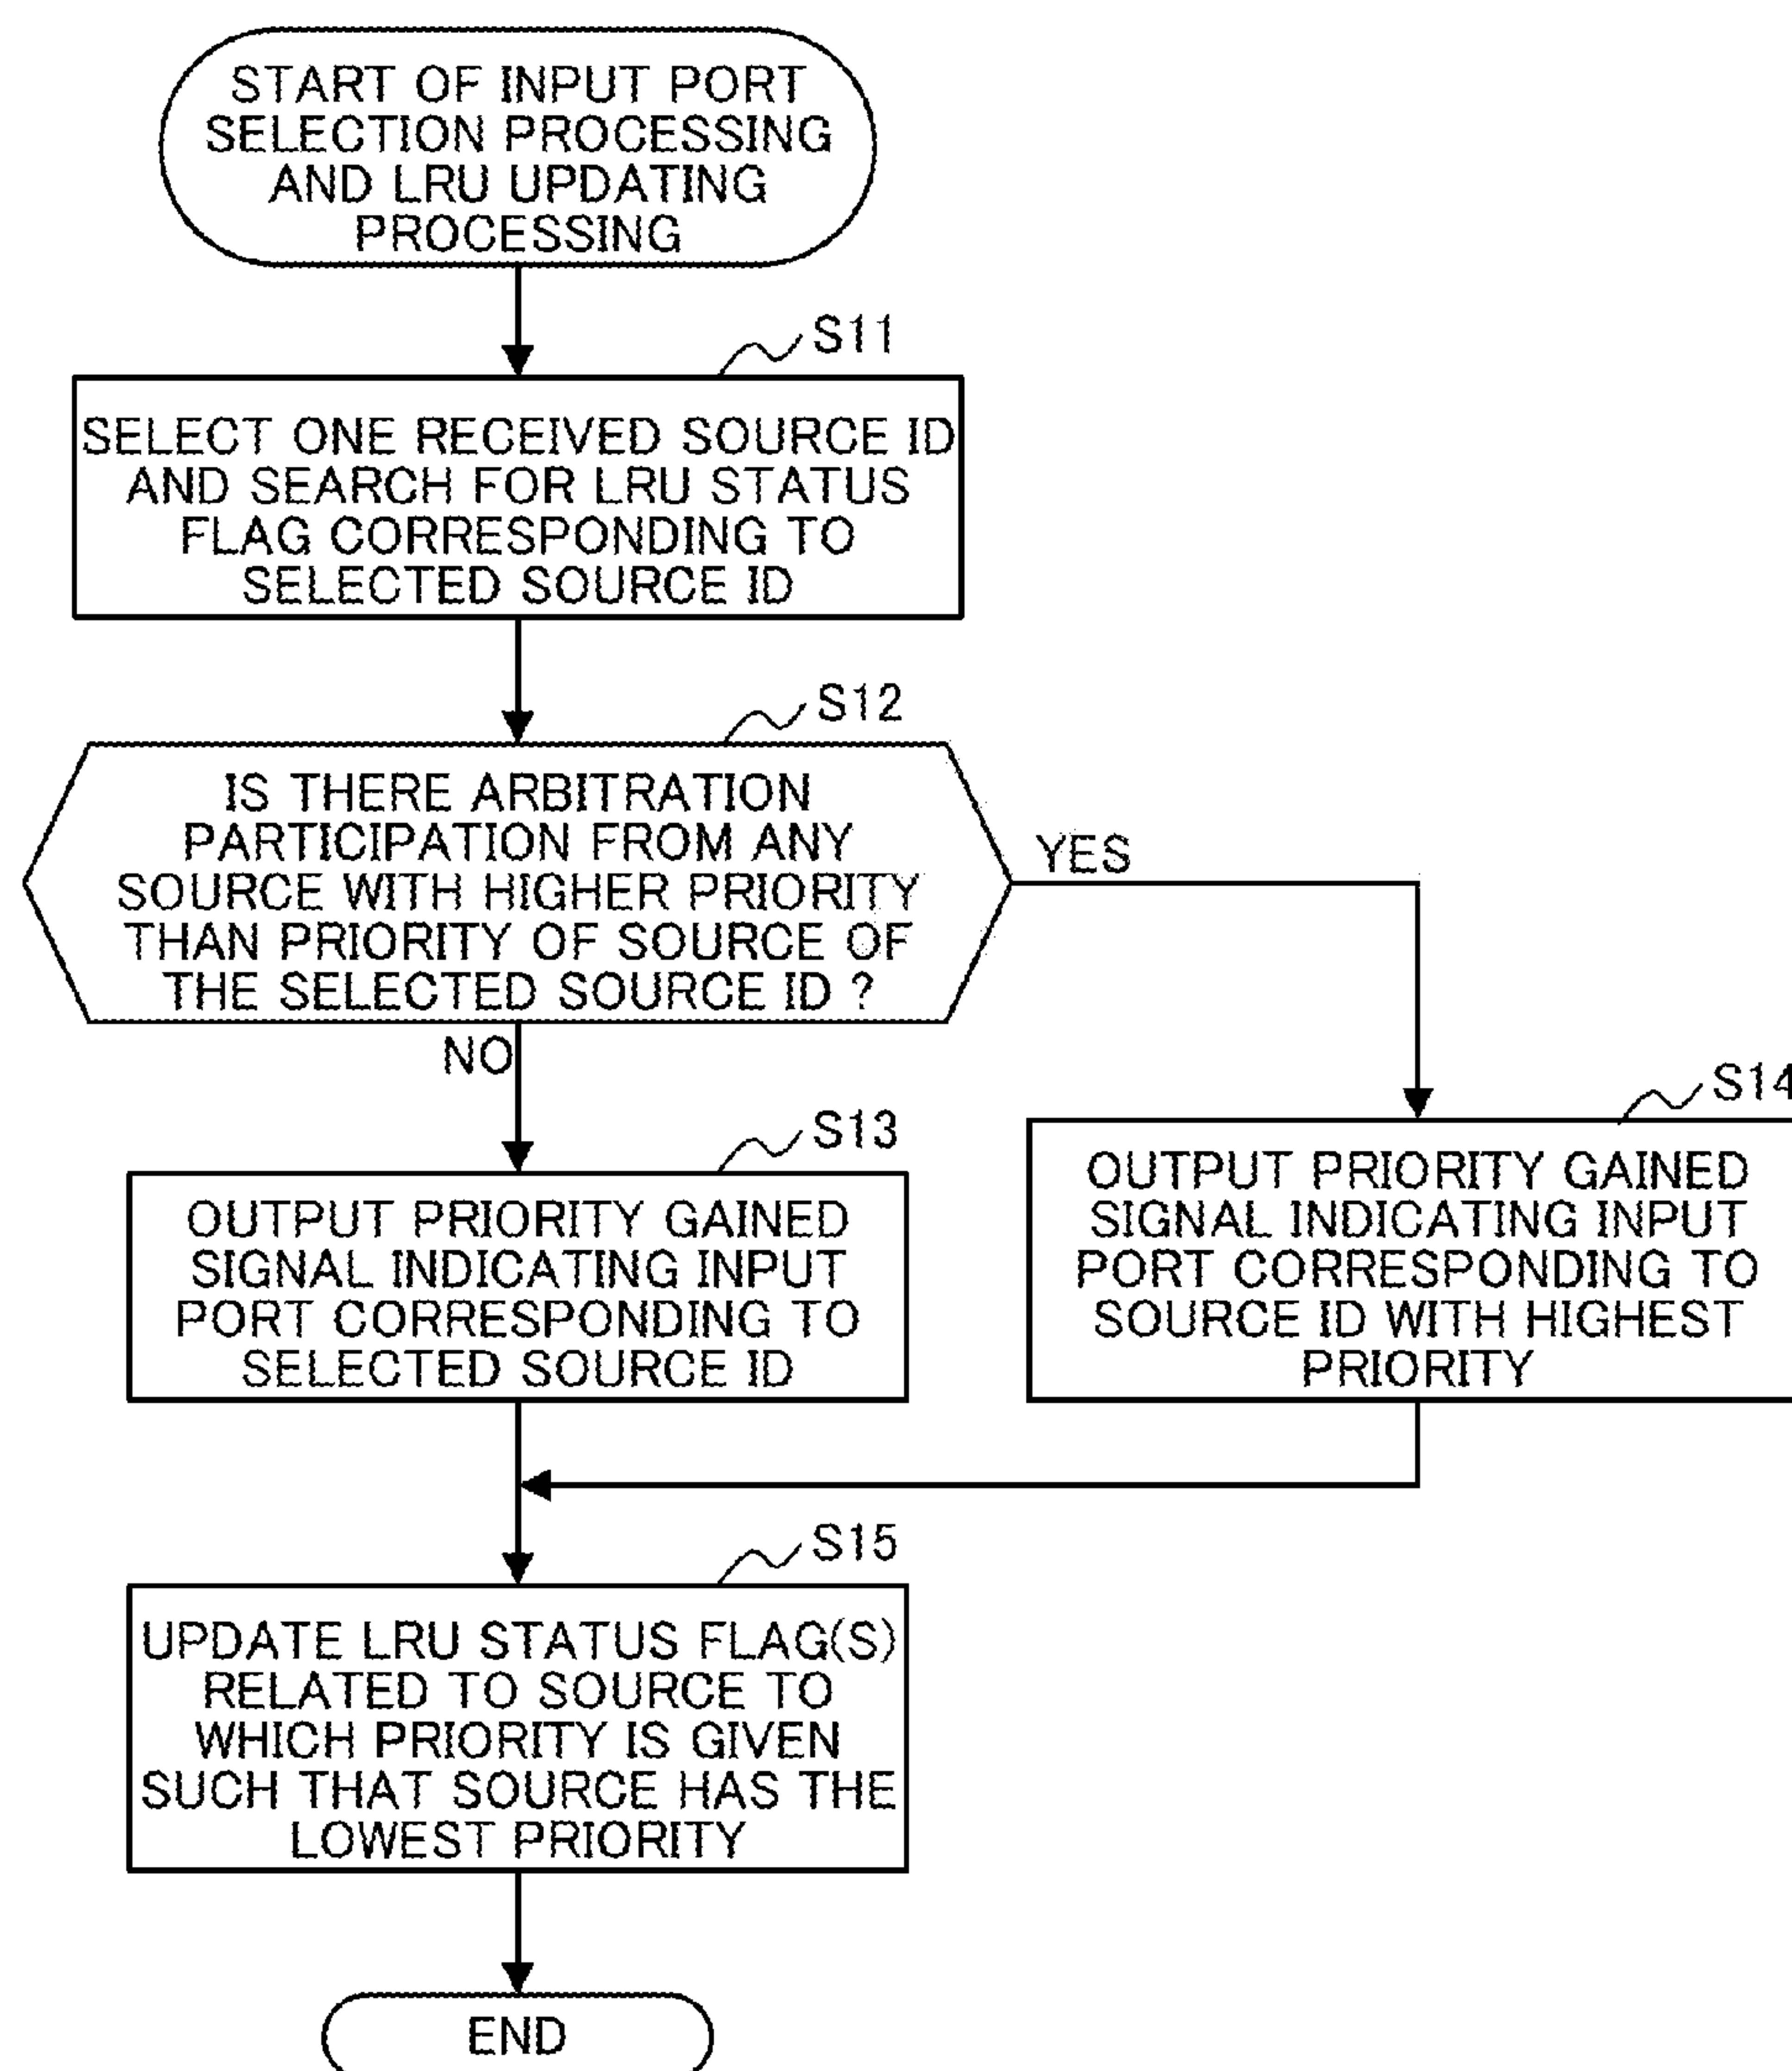 START OF INPUT PORT
SELECTION PROCESSING
AND LRU UPDATING
PROCESSING
S11
SELECT ONE RECEIVED SOURCE ID
AND SEARCH FOR LRU STATUS
FLAG CORRESPONDING TO
SELECTED SOURCE ID
S12
IS THERE ARBITRATION
PARTICIPATION FROM ANY
SOURCE WITH HIGHER PRIORITY
THAN PRIORITY OF SOURCE OF
THE SELECTED SOURCE ID ?
YES
NO
S13
OUTPUT PRIORITY GAINED
SIGNAL INDICATING INPUT
PORT CORRESPONDING TO
SELECTED SOURCE ID
S14
OUTPUT PRIORITY GAINED
SIGNAL INDICATING INPUT
PORT CORRESPONDING TO
SOURCE ID WITH HIGHEST
PRIORITY
S15
UPDATE LRU STATUS FLAG(S)
RELATED TO SOURCE TO
WHICH PRIORITY IS GIVEN
SUCH THAT SOURCE HAS THE
LOWEST PRIORITY
END